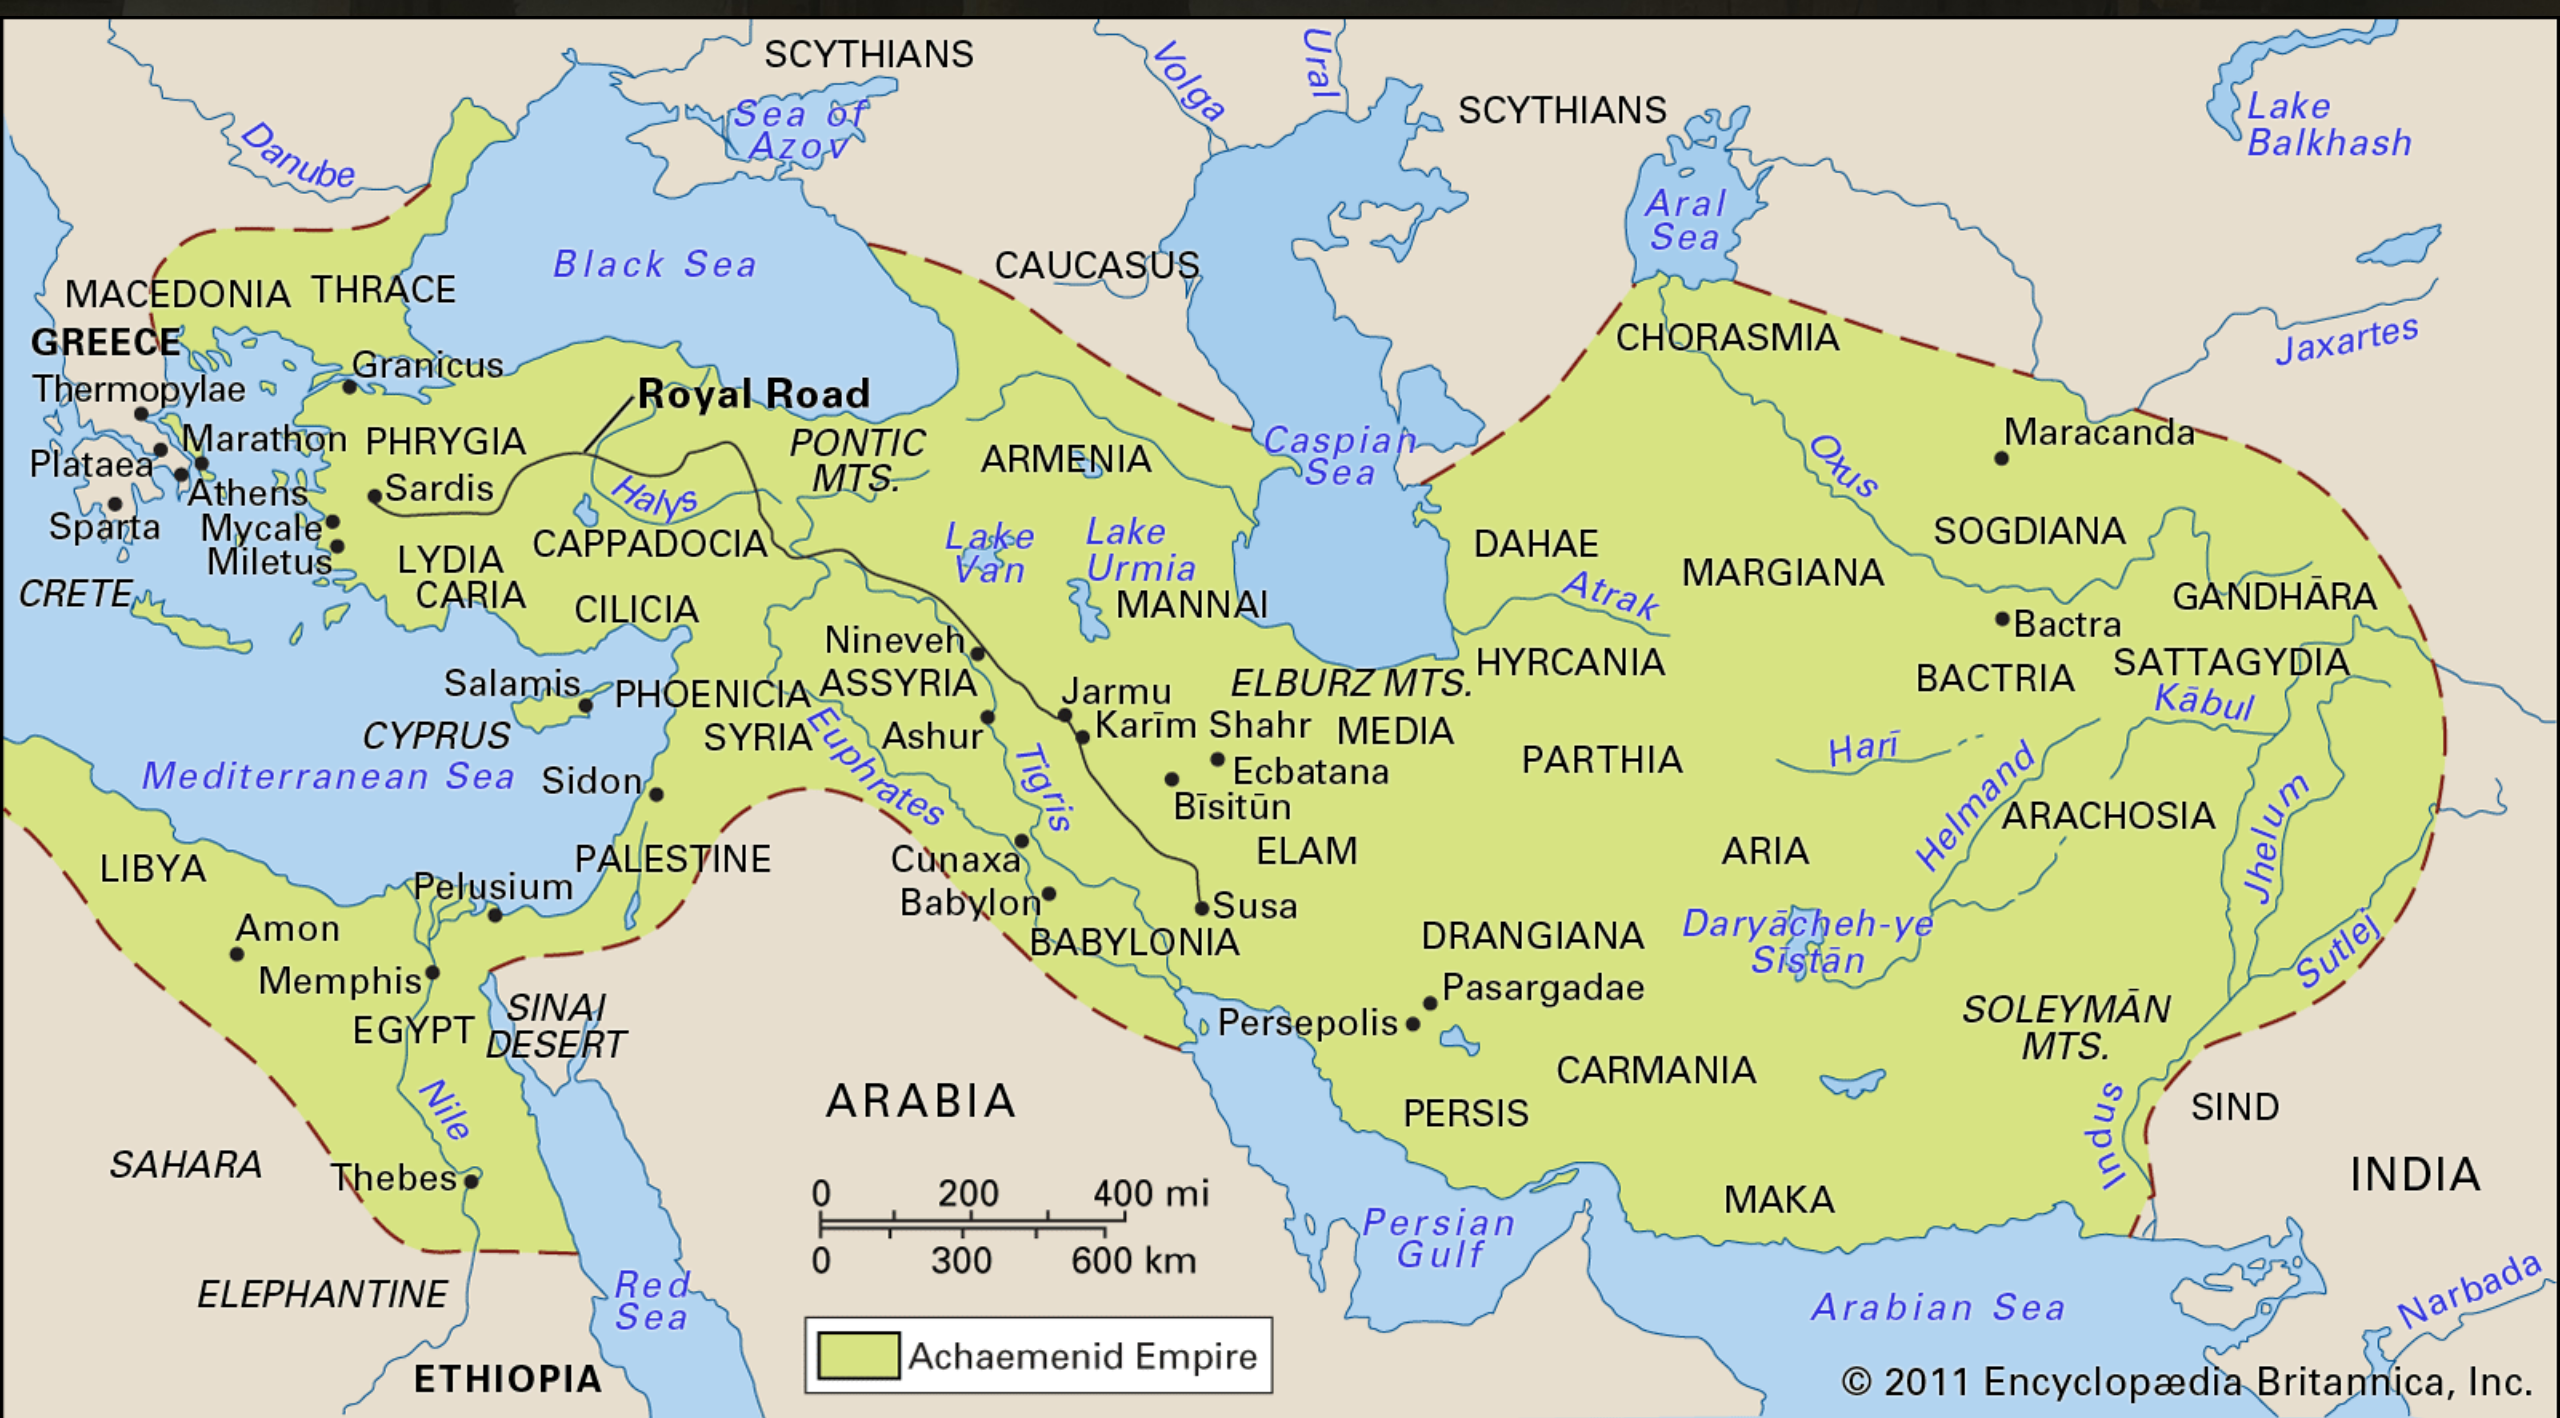 SCYTHIANS
Volga
Ural
SCYTHIANS
Sea of
Azov
Lake
Balkhash
Danube
Aral
Sea
Black Sea
CAUCASUS
MACEDONIA
THRACE
GREECE
CHORASMIA
Jaxartes
Granicus
Thermopylae
Royal Road
Marathon
PHRYGIA
PONTIC
MTS.
ARMENIA
Caspian
Sea
Maracanda
Oxus
Plataea
Sardis
Athens
Halys
Sparta
Mycale
Miletus
LYDIA
CARIA
CAPPADOCIA
Lake
Van
Lake
Urmia
MANNAI
DAHAE
MARGIANA
SOGDIANA
Atrak
GANDHĀRA
CRETE
CILICIA
Nineveh
Bactra
ASSYRIA
ELBURZ MTS.
HYRCANIA
BACTRIA
SATTAGYDIA
Salamis
PHOENICIA
Jarmu
Karīm Shahr
MEDIA
Kābul
CYPRUS
SYRIA
Euphrates
Ashur
Tigris
PARTHIA
Harī
Helmand
Mediterranean Sea
Sidon
Ecbatana
Bīsitūn
ARACHOSIA
Jhelum
LIBYA
PALESTINE
Cunaxa
ELAM
ARIA
Pelusium
Babylon
Susa
Amon
BABYLONIA
DRANGIANA
Daryācheh-ye
Sīstān
Sutlej
Memphis
SINAI
DESERT
Pasargadae
Persepolis
SOLEYMĀN
MTS.
EGYPT
Nile
ARABIA
CARMANIA
PERSIS
Indus
SIND
SAHARA
Thebes
INDIA
0 200 400 mi
0 300 600 km
MAKA
Persian
Gulf
ELEPHANTINE
Red
Sea
Arabian Sea
Narbada
Achaemenid Empire
ETHIOPIA
© 2011 Encyclopædia Britannica, Inc.